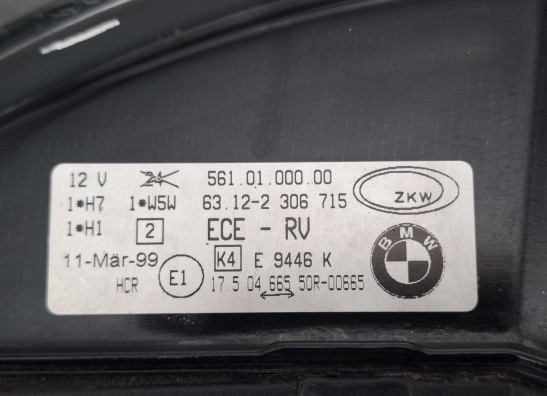 12 V 24 561.01.000.00 ZKW
1*H7 1*W5W 63.12-2 306 715
1*H1 2 ECE - RV BMW
11-Mär-99 E1 K4 E 9446 K
HCR 17.5 04.665 50R-00665